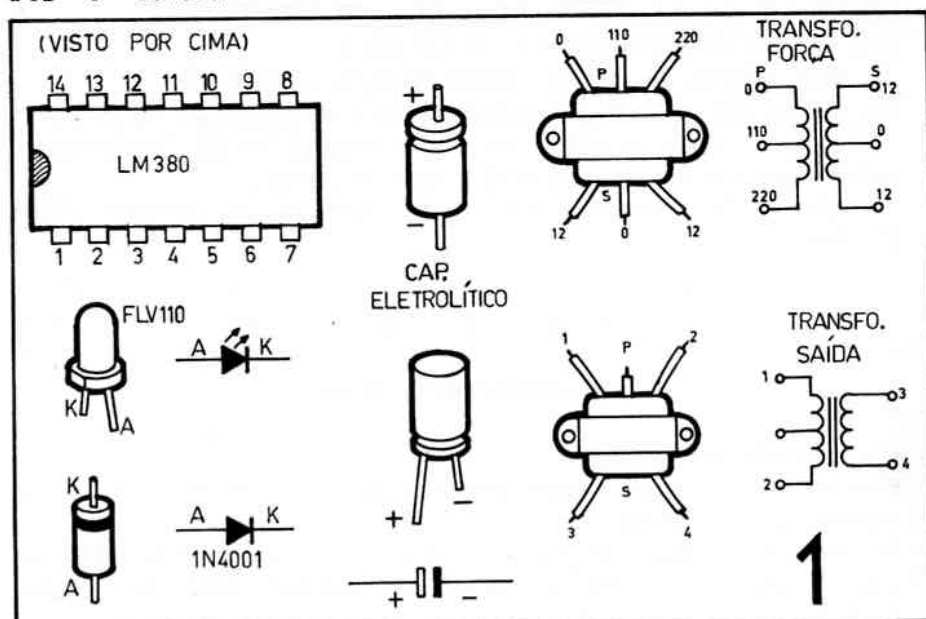 (VISTO POR CIMA)
14 13 12 11 10 9 8
LM380
1 2 3 4 5 6 7
+
−
CAP.
ELETROLÍTICO
0 110 220
P
S
12 0 12
TRANSFO.
FORÇA
P S
0 12
110 0
220 12
FLV110
K
A
A K
+ −
1 P 2
S
3 4
TRANSFO.
SAÍDA
1 3
2 4
K
A
A K
1N4001
+ −
1